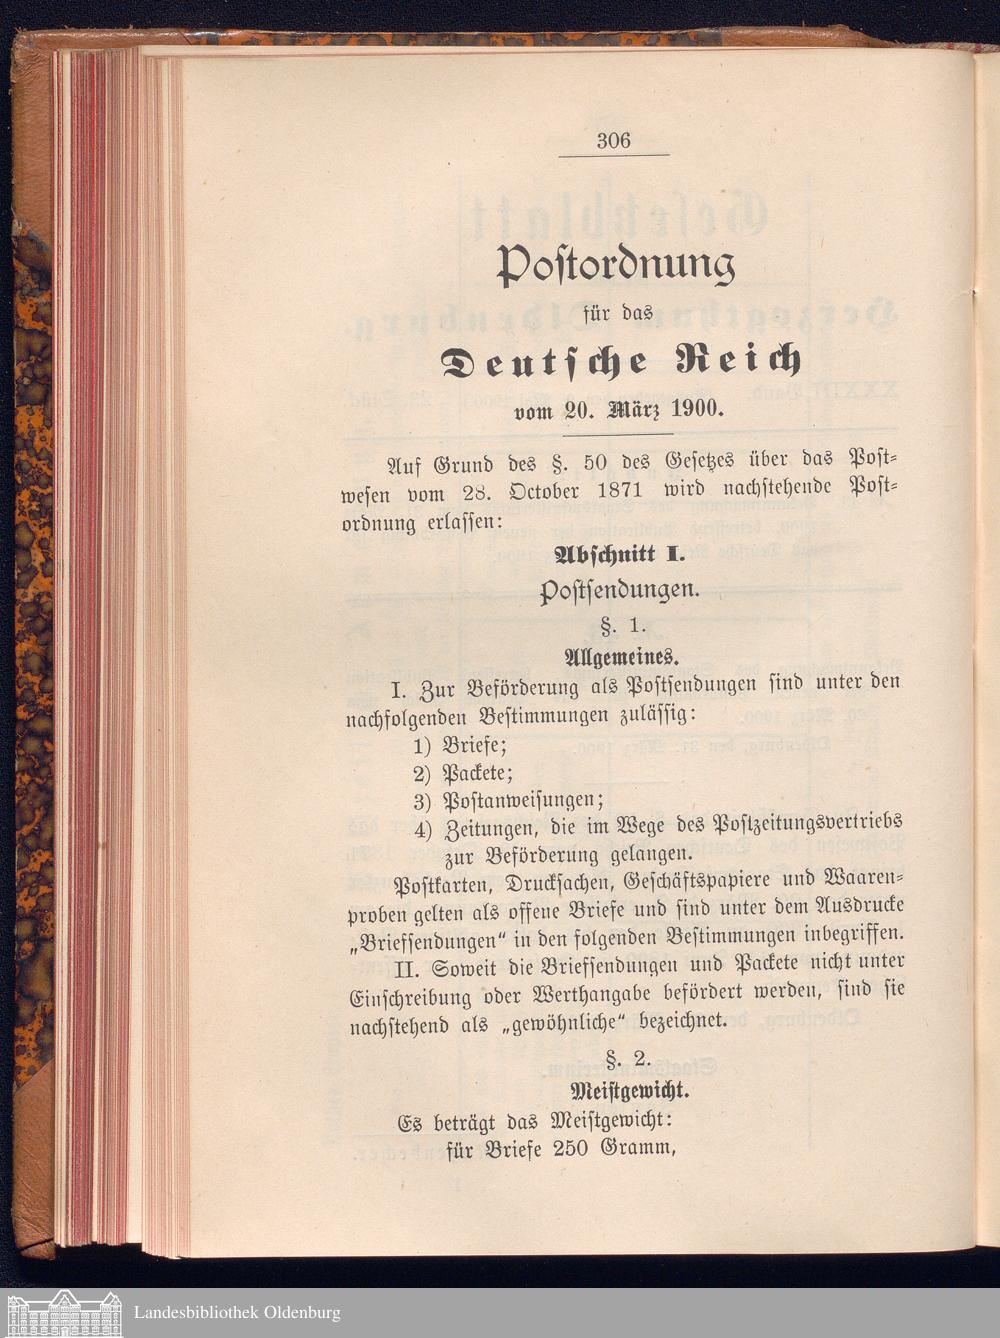 306
Postordnung
für das
Deutsche Reich
vom 20. März 1900.
Auf Grund des §. 50 des Gesetzes über das Post-
wesen vom 28. October 1871 wird nachstehende Post-
ordnung erlassen:
Abschnitt I.
Postsendungen.
§. 1.
Allgemeines.
I. Zur Beförderung als Postsendungen sind unter den
nachfolgenden Bestimmungen zulässig:
1) Briefe;
2) Packete;
3) Postanweisungen;
4) Zeitungen, die im Wege des Postzeitungsvertriebs
zur Beförderung gelangen.
Postkarten, Drucksachen, Geschäftspapiere und Waaren-
proben gelten als offene Briefe und sind unter dem Ausdrucke
„Briefsendungen“ in den folgenden Bestimmungen inbegriffen.
II. Soweit die Briefsendungen und Packete nicht unter
Einschreibung oder Werthangabe befördert werden, sind sie
nachstehend als „gewöhnliche“ bezeichnet.
§. 2.
Meistgewicht.
Es beträgt das Meistgewicht:
für Briefe 250 Gramm,
Landesbibliothek Oldenburg